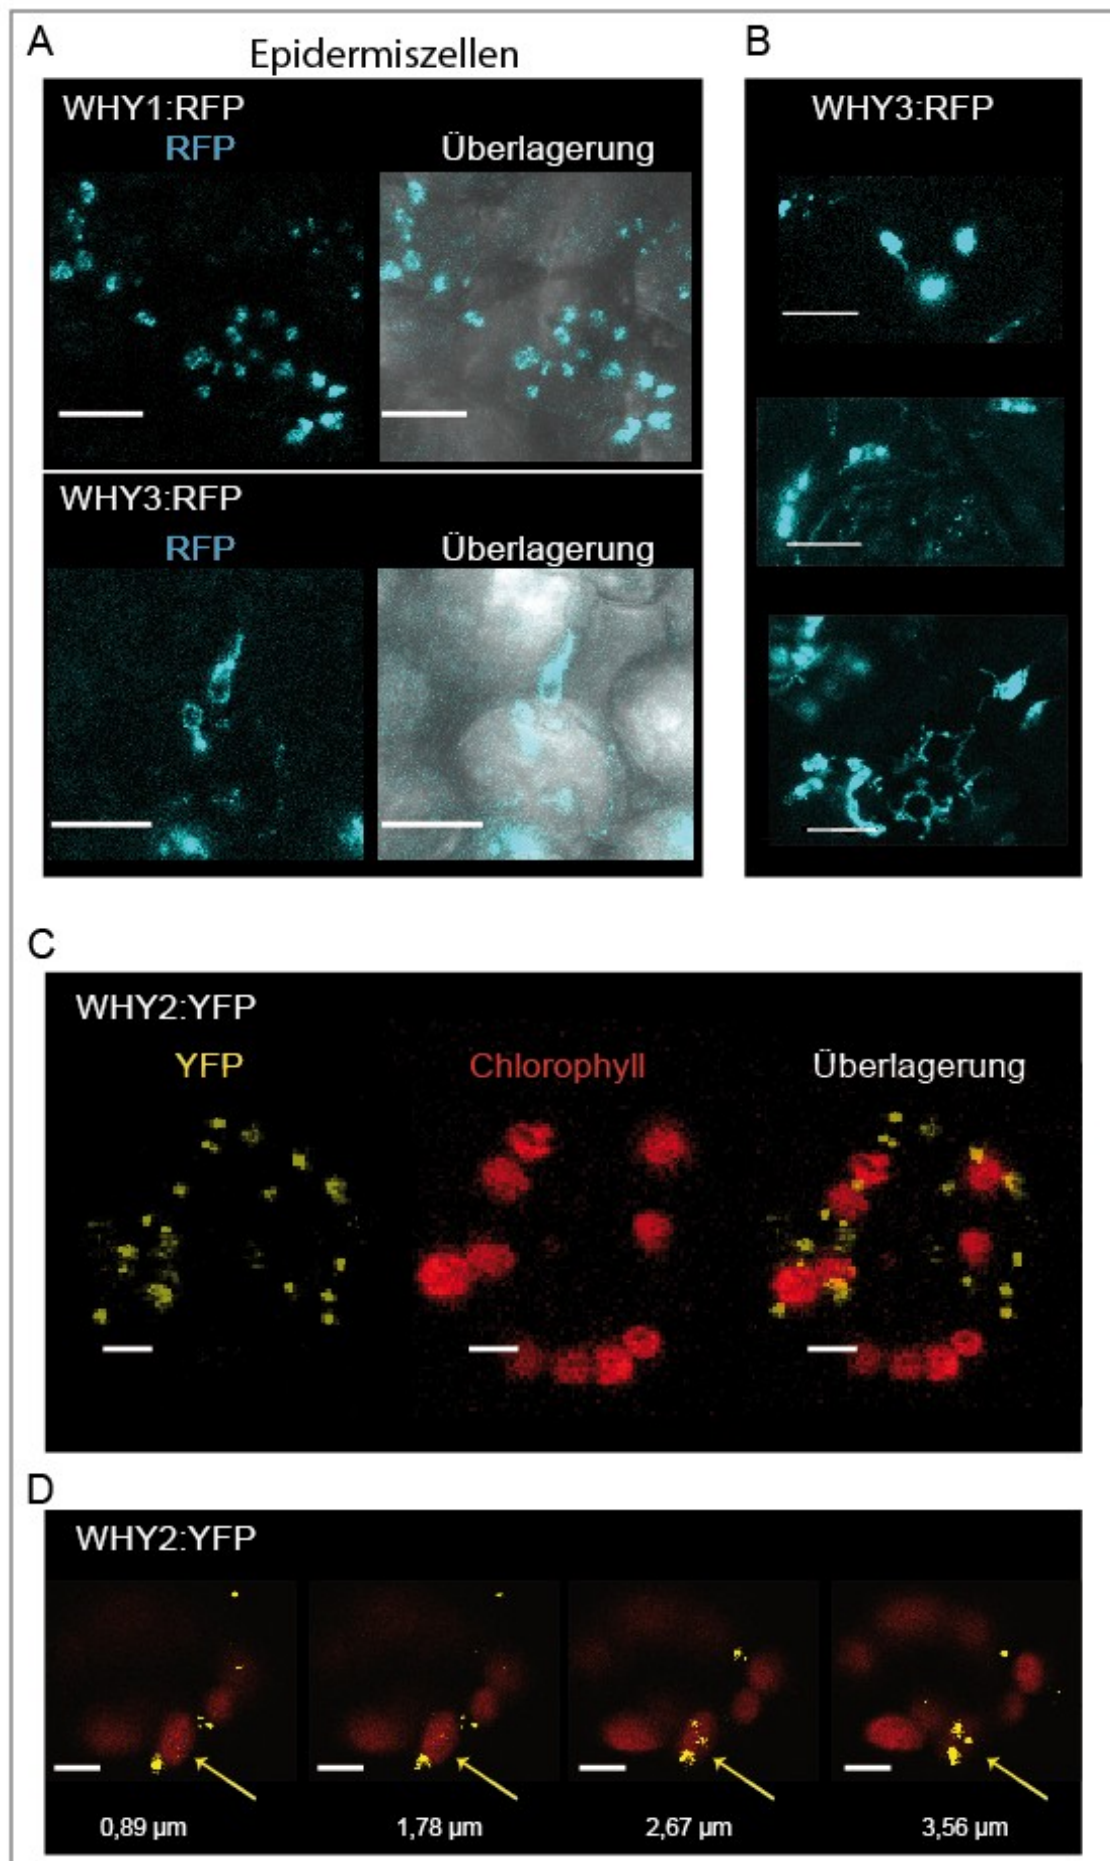 A
Epidermiszellen
WHY1:RFP
RFP
Überlagerung
WHY3:RFP
RFP
Überlagerung
B
WHY3:RFP
C
WHY2:YFP
YFP
Chlorophyll
Überlagerung
D
WHY2:YFP
0,89 µm
1,78 µm
2,67 µm
3,56 µm